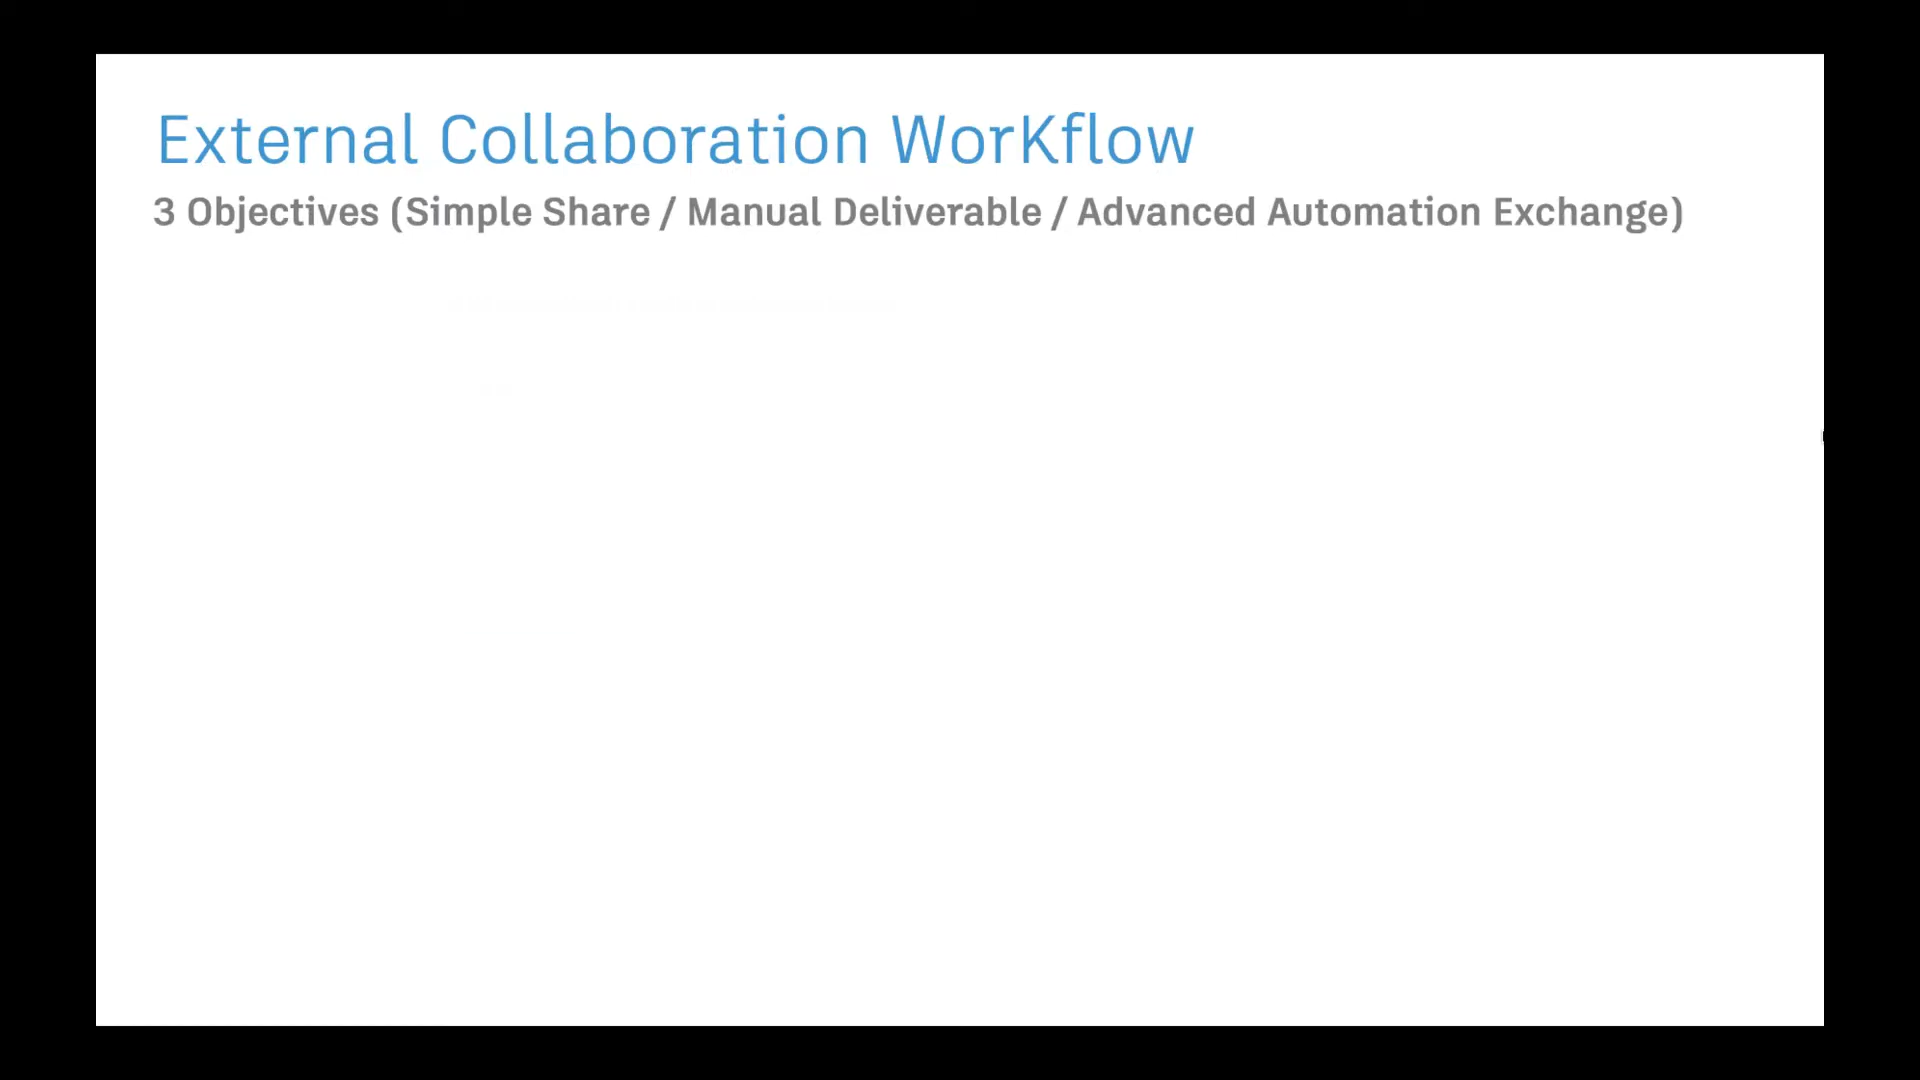 External Collaboration WorKflow
3 Objectives (Simple Share / Manual Deliverable / Advanced Automation Exchange)